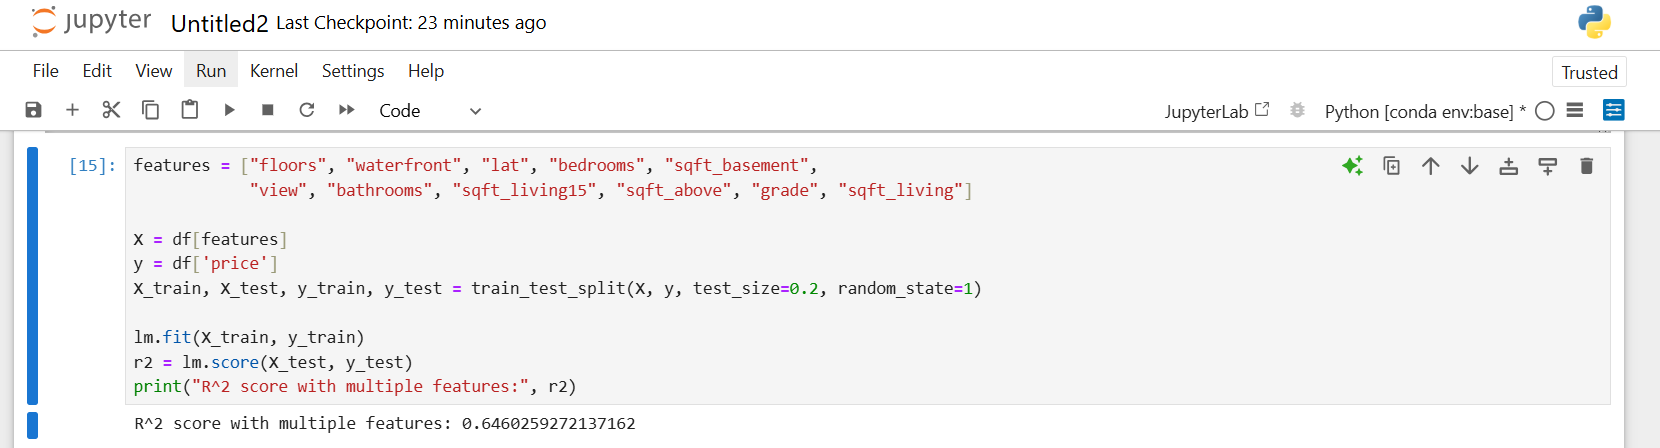 jupyter Untitled2 Last Checkpoint: 23 minutes ago
File Edit View Run Kernel Settings Help
Trusted
Code
JupyterLab Python [conda env:base] *
[15]: features = ["floors", "waterfront", "lat", "bedrooms", "sqft_basement",
"view", "bathrooms", "sqft_living15", "sqft_above", "grade", "sqft_living"]
X = df[features]
y = df['price']
X_train, X_test, y_train, y_test = train_test_split(X, y, test_size=0.2, random_state=1)
lm.fit(X_train, y_train)
r2 = lm.score(X_test, y_test)
print("R^2 score with multiple features:", r2)
R^2 score with multiple features: 0.6460259272137162